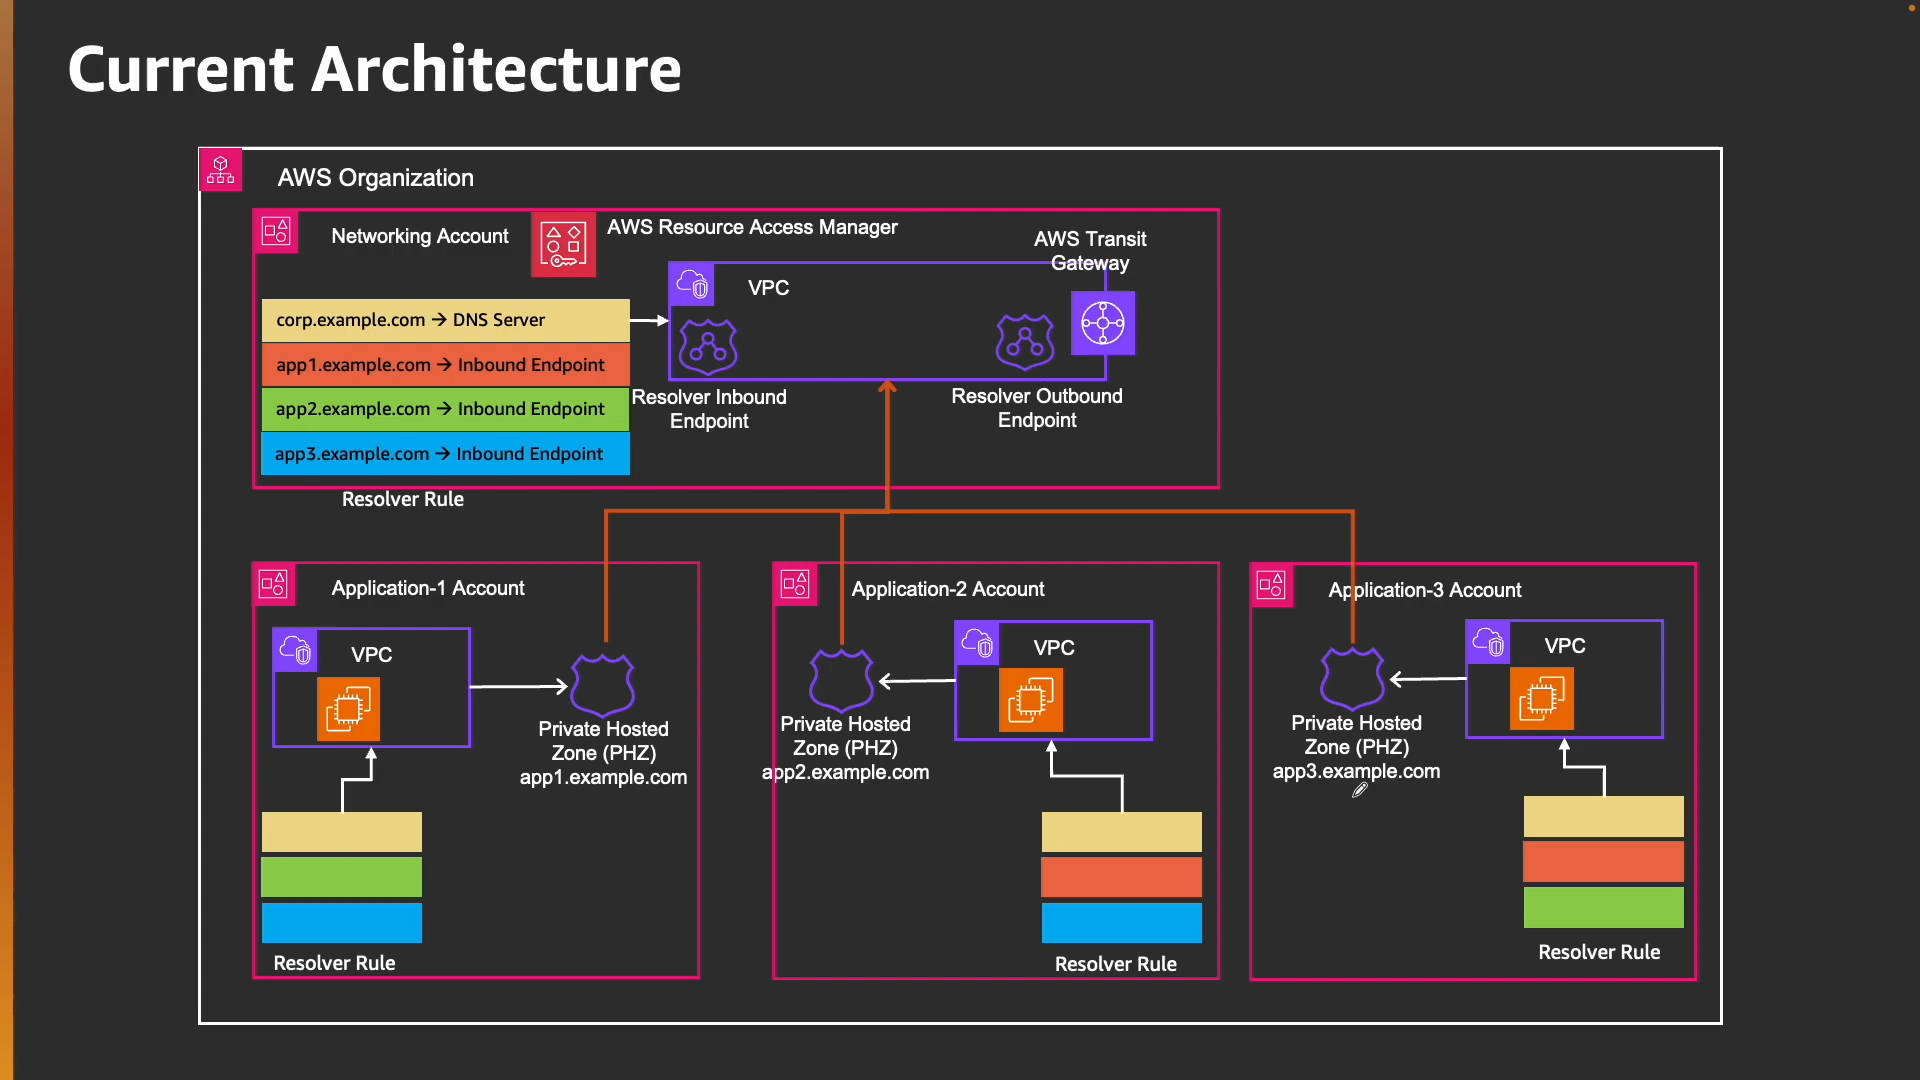 Current Architecture
AWS Organization
Networking Account
AWS Resource Access Manager
AWS Transit
Gateway
VPC
corp.example.com → DNS Server
app1.example.com → Inbound Endpoint
app2.example.com → Inbound Endpoint
app3.example.com → Inbound Endpoint
Resolver Rule
Resolver Inbound
Endpoint
Resolver Outbound
Endpoint
Application-1 Account
VPC
Private Hosted
Zone (PHZ)
app1.example.com
Resolver Rule
Application-2 Account
VPC
Private Hosted
Zone (PHZ)
app2.example.com
Resolver Rule
Application-3 Account
VPC
Private Hosted
Zone (PHZ)
app3.example.com
Resolver Rule